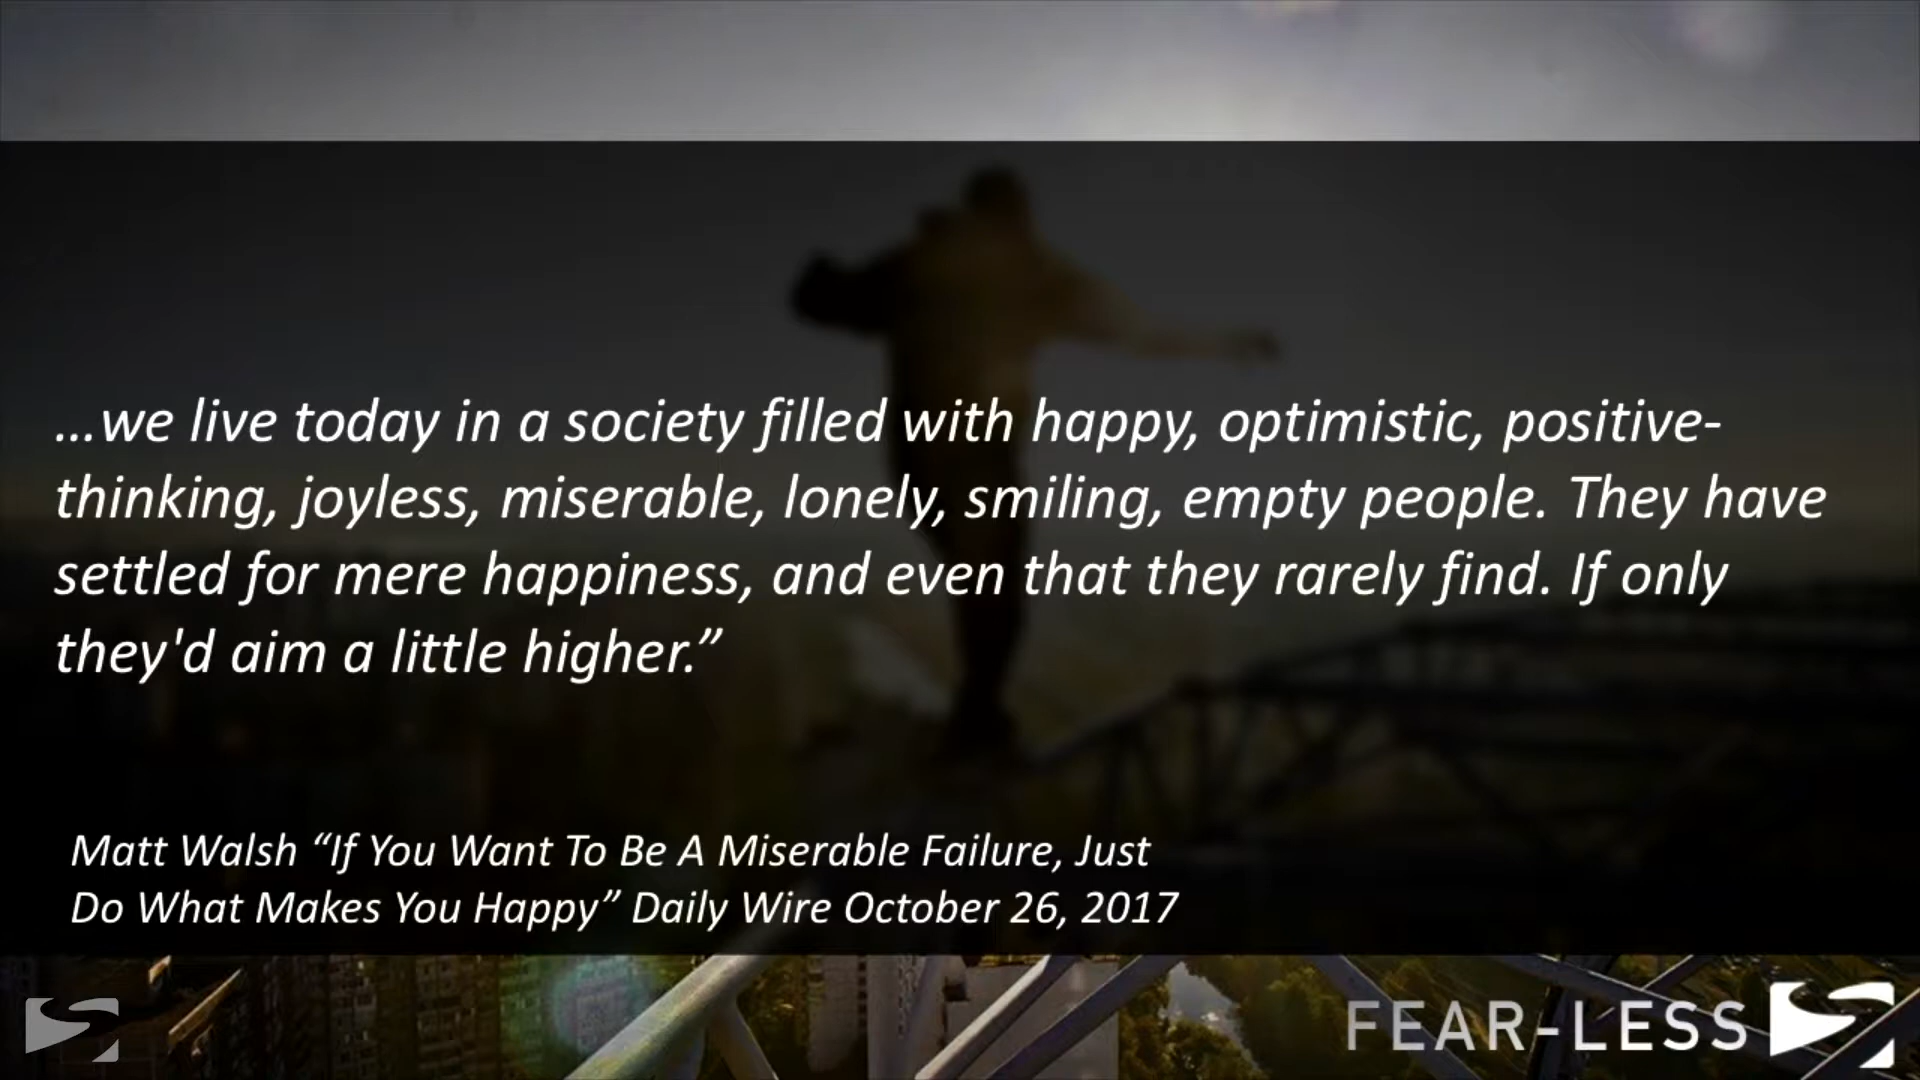 ...we live today in a society filled with happy, optimistic, positive-
thinking, joyless, miserable, lonely, smiling, empty people. They have
settled for mere happiness, and even that they rarely find. If only
they'd aim a little higher.”
Matt Walsh “If You Want To Be A Miserable Failure, Just
Do What Makes You Happy” Daily Wire October 26, 2017
FEAR-LESS